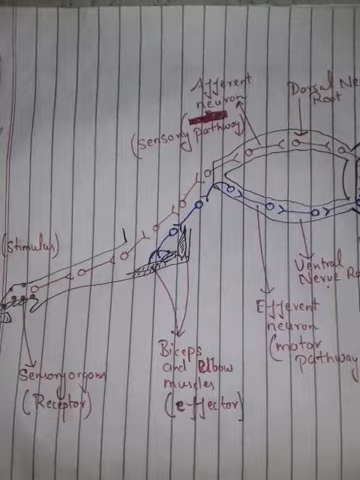 Afferent
neuron
(Sensory pathway)
Dorsal Ne
Root
(Stimulus)
Ventral
Nerve Ro
Efferent
neuron
(motor
pathway
Biceps
and Elbow
muscles
(effector)
Sensory organ
(Receptor)